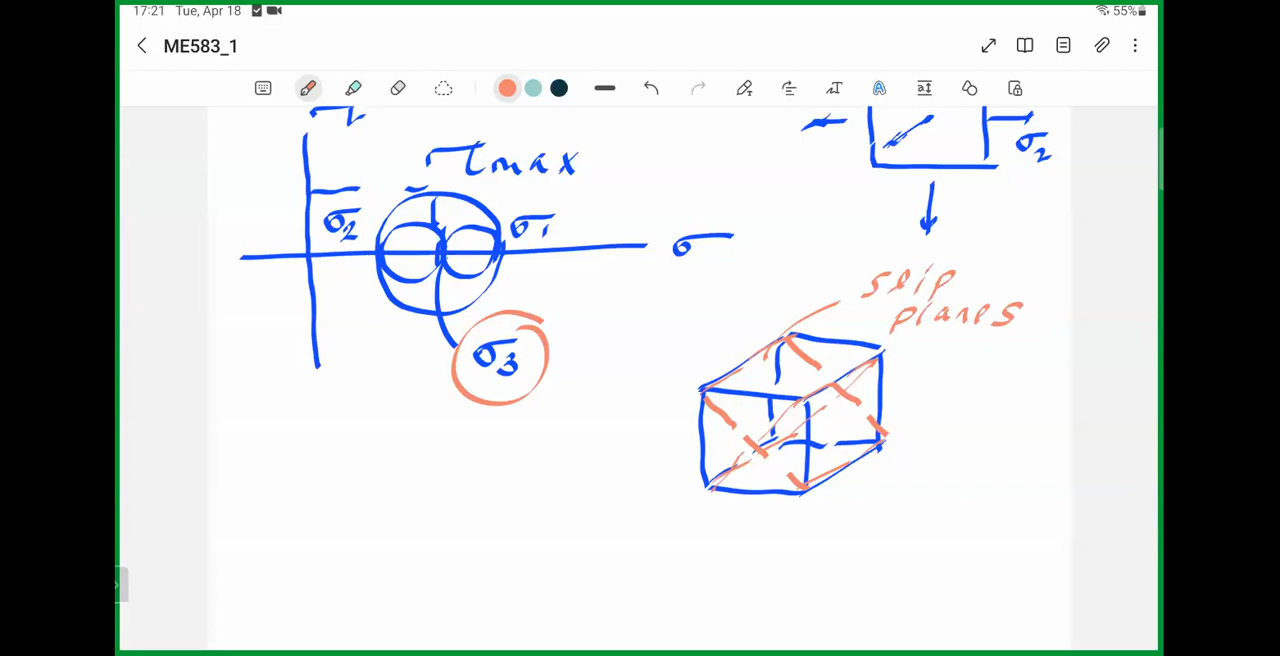 17:21 Tue, Apr 18
55%
ME583_1
τ
τmax
σ2
σ2
σ1
σ
slip
planes
σ3